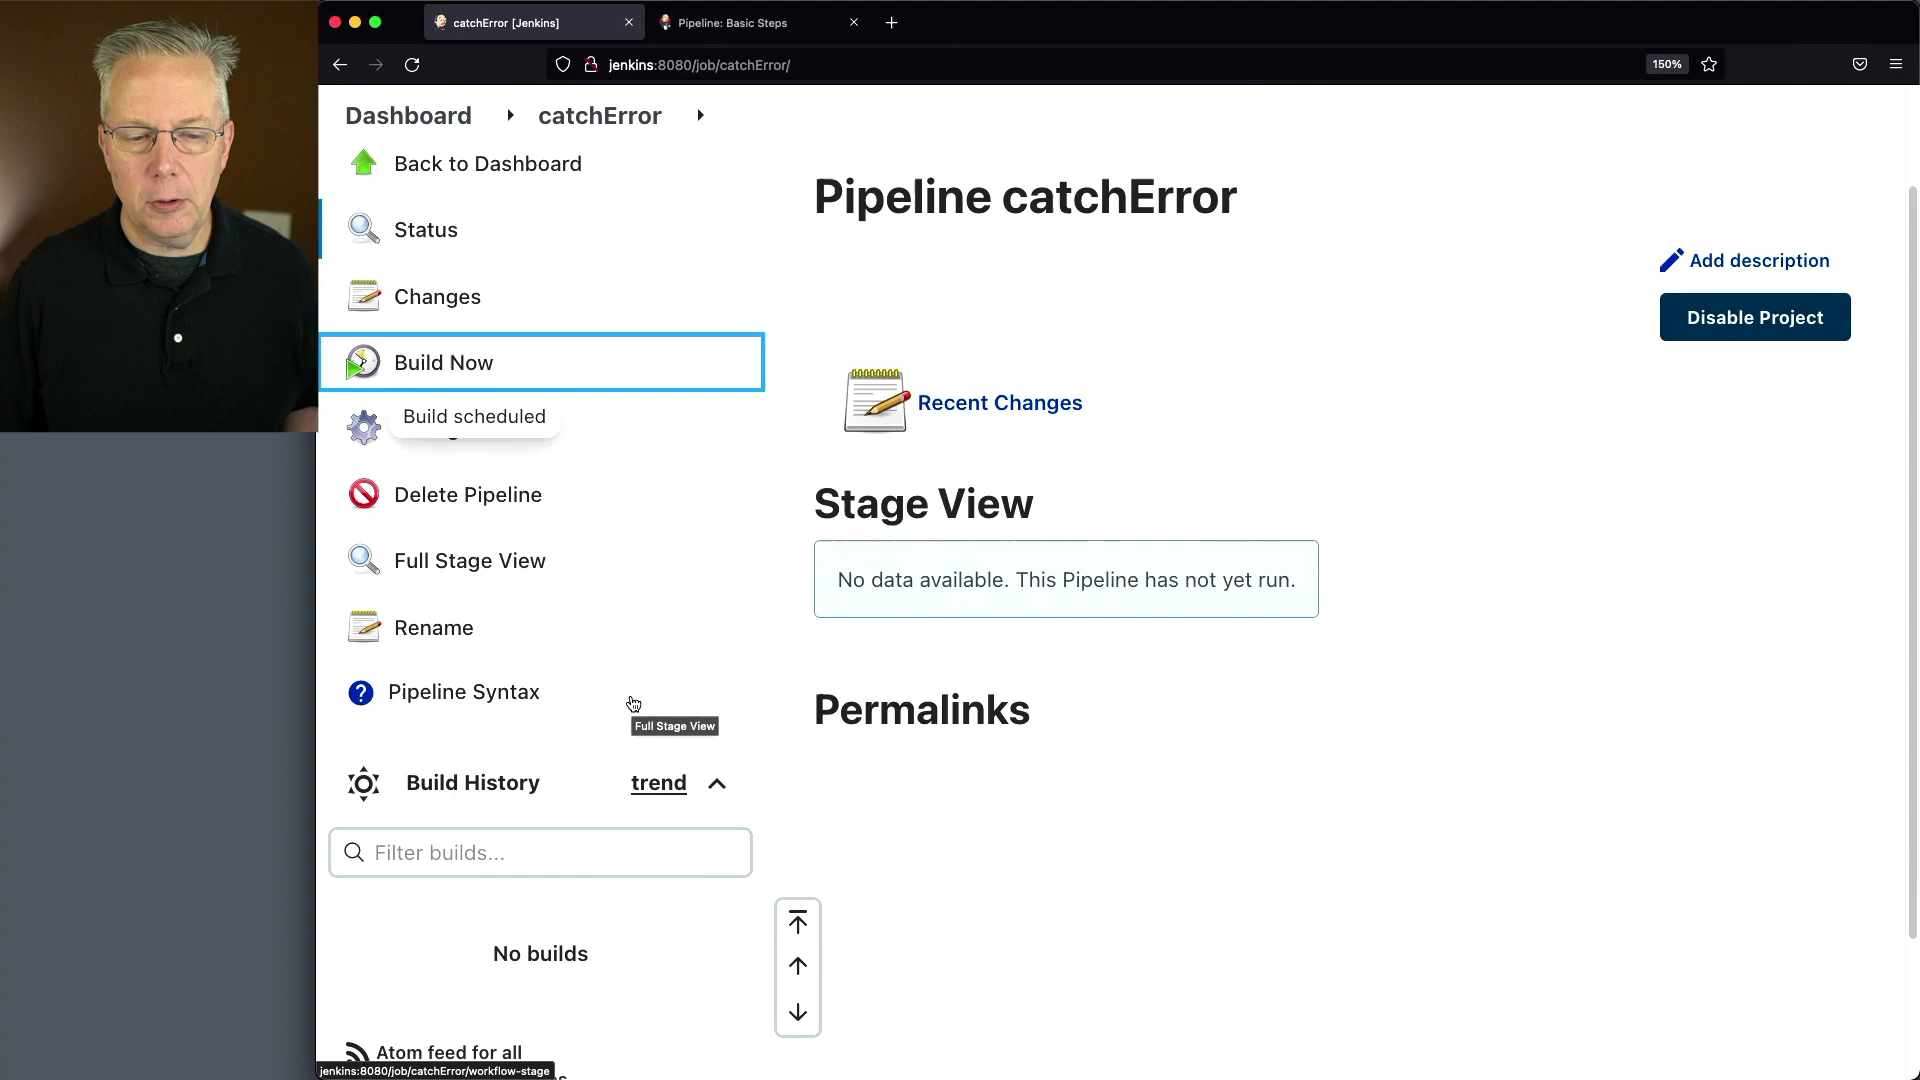 catchError [Jenkins]
Pipeline: Basic Steps
jenkins:8080/job/catchError/
150%
Dashboard
catchError
Back to Dashboard
Status
Changes
Build Now
Build scheduled
Delete Pipeline
Full Stage View
Rename
Pipeline Syntax
Full Stage View
Build History
trend
Filter builds...
No builds
Atom feed for all
jenkins:8080/job/catchError/workflow-stage
Pipeline catchError
Add description
Disable Project
Recent Changes
Stage View
No data available. This Pipeline has not yet run.
Permalinks